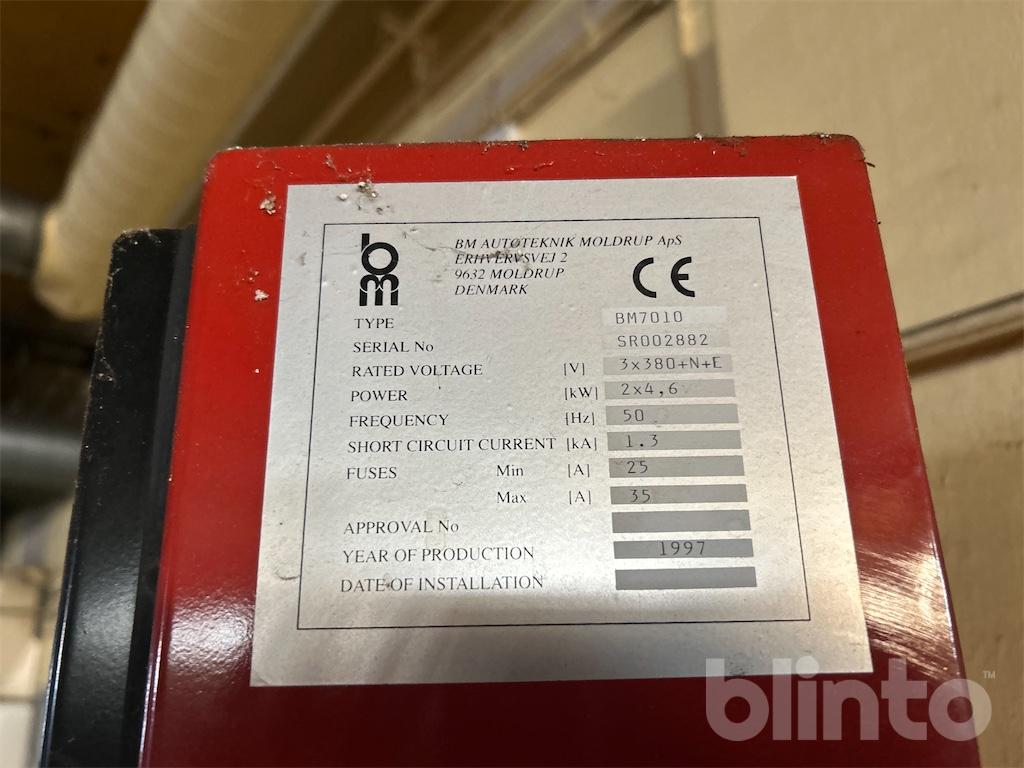 bm
BM AUTOTEKNIK MOLDRUP ApS
ERHVERVSVEJ 2
9632 MOLDRUP
DENMARK
CE
TYPE BM7010
SERIAL No SR002882
RATED VOLTAGE [V] 3x380+N+E
POWER [kW] 2x4,6
FREQUENCY [Hz] 50
SHORT CIRCUIT CURRENT [kA] 1.3
FUSES Min [A] 25
Max [A] 35
APPROVAL No
YEAR OF PRODUCTION 1997
DATE OF INSTALLATION
blinto™